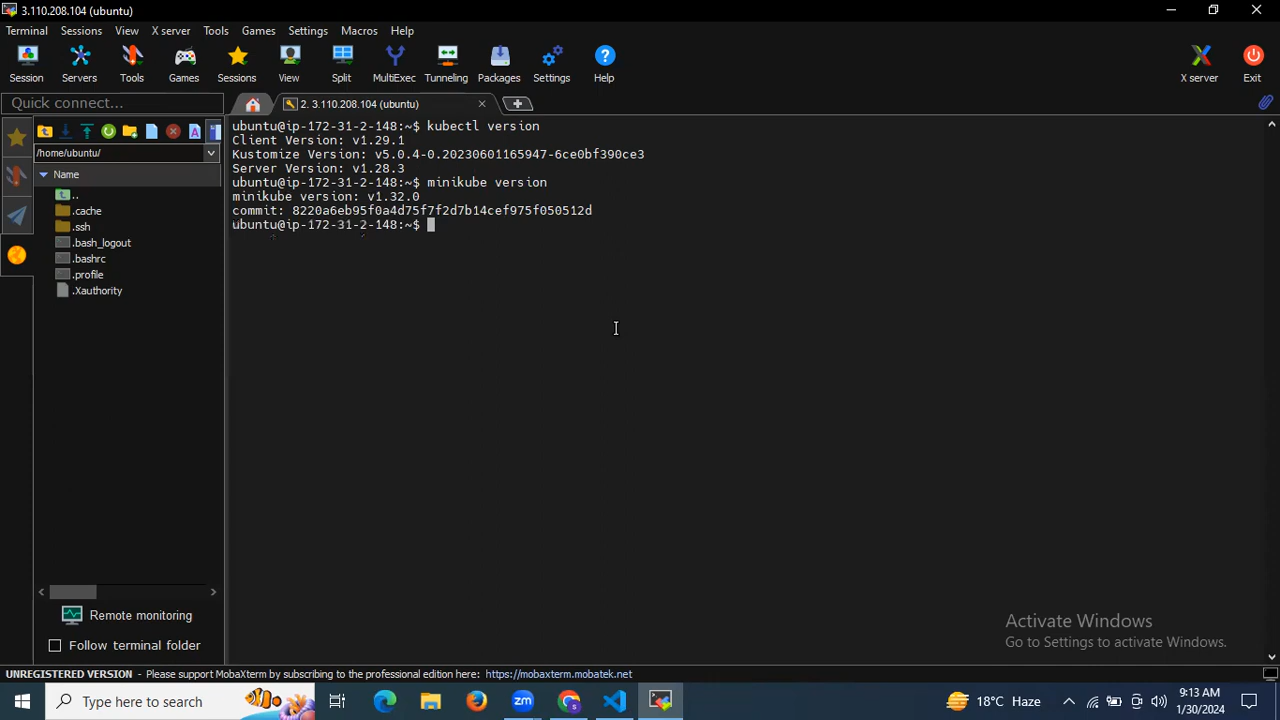 3.110.208.104 (ubuntu)
Terminal Sessions View X server Tools Games Settings Macros Help
Session Servers Tools Games Sessions View Split MultiExec Tunneling Packages Settings Help X server Exit
Quick connect...
2. 3.110.208.104 (ubuntu)
/home/ubuntu/
Name
..
.cache
.ssh
.bash_logout
.bashrc
.profile
.Xauthority
Remote monitoring
Follow terminal folder
ubuntu@ip-172-31-2-148:~$ kubectl version
Client Version: v1.29.1
Kustomize Version: v5.0.4-0.20230601165947-6ce0bf390ce3
Server Version: v1.28.3
ubuntu@ip-172-31-2-148:~$ minikube version
minikube version: v1.32.0
commit: 8220a6eb95f0a4d75f7f2d7b14cef975f050512d
ubuntu@ip-172-31-2-148:~$
Activate Windows
Go to Settings to activate Windows.
UNREGISTERED VERSION - Please support MobaXterm by subscribing to the professional edition here: https://mobaxterm.mobatek.net
Type here to search
zm
18°C Haze
9:13 AM
1/30/2024